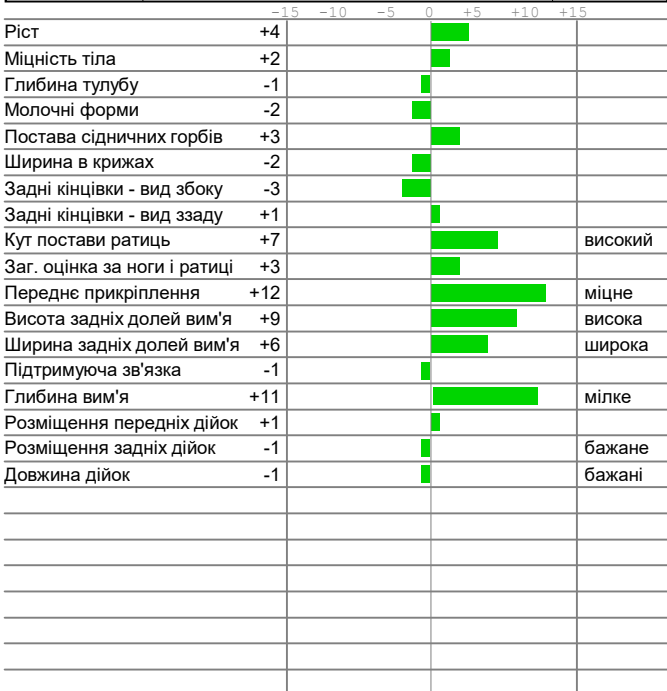 -15 -10 -5 0 +5 +10 +15
Ріст +4
Міцність тіла +2
Глибина тулубу -1
Молочні форми -2
Постава сідничних горбів +3
Ширина в крижах -2
Задні кінцівки - вид збоку -3
Задні кінцівки - вид ззаду +1
Кут постави ратиць +7 високий
Заг. оцінка за ноги і ратиці +3
Переднє прикріплення +12 міцне
Висота задніх долей вим'я +9 висока
Ширина задніх долей вим'я +6 широка
Підтримуюча зв'язка -1
Глибина вим'я +11 мілке
Розміщення передніх дійок +1
Розміщення задніх дійок -1 бажане
Довжина дійок -1 бажані